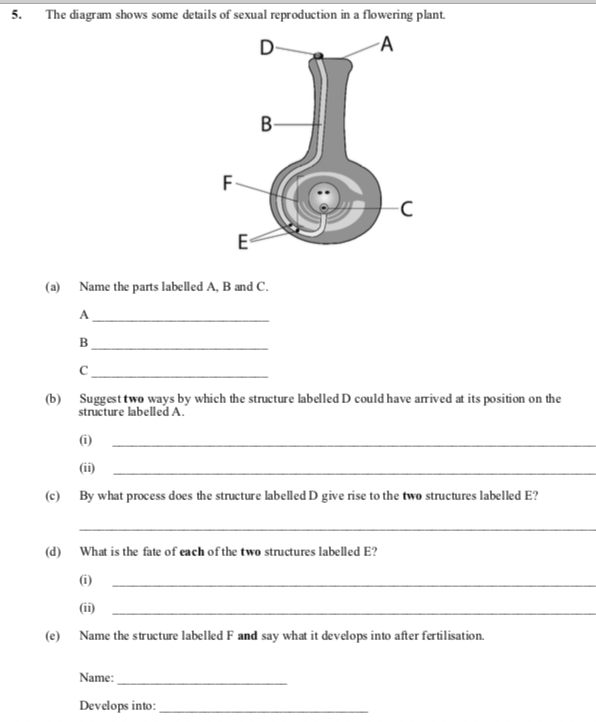 5. The diagram shows some details of sexual reproduction in a flowering plant.
D
A
B
F
C
E
(a) Name the parts labelled A, B and C.
A
B
C
(b) Suggest two ways by which the structure labelled D could have arrived at its position on the
structure labelled A.
(i)
(ii)
(c) By what process does the structure labelled D give rise to the two structures labelled E?
(d) What is the fate of each of the two structures labelled E?
(i)
(ii)
(e) Name the structure labelled F and say what it develops into after fertilisation.
Name:
Develops into: